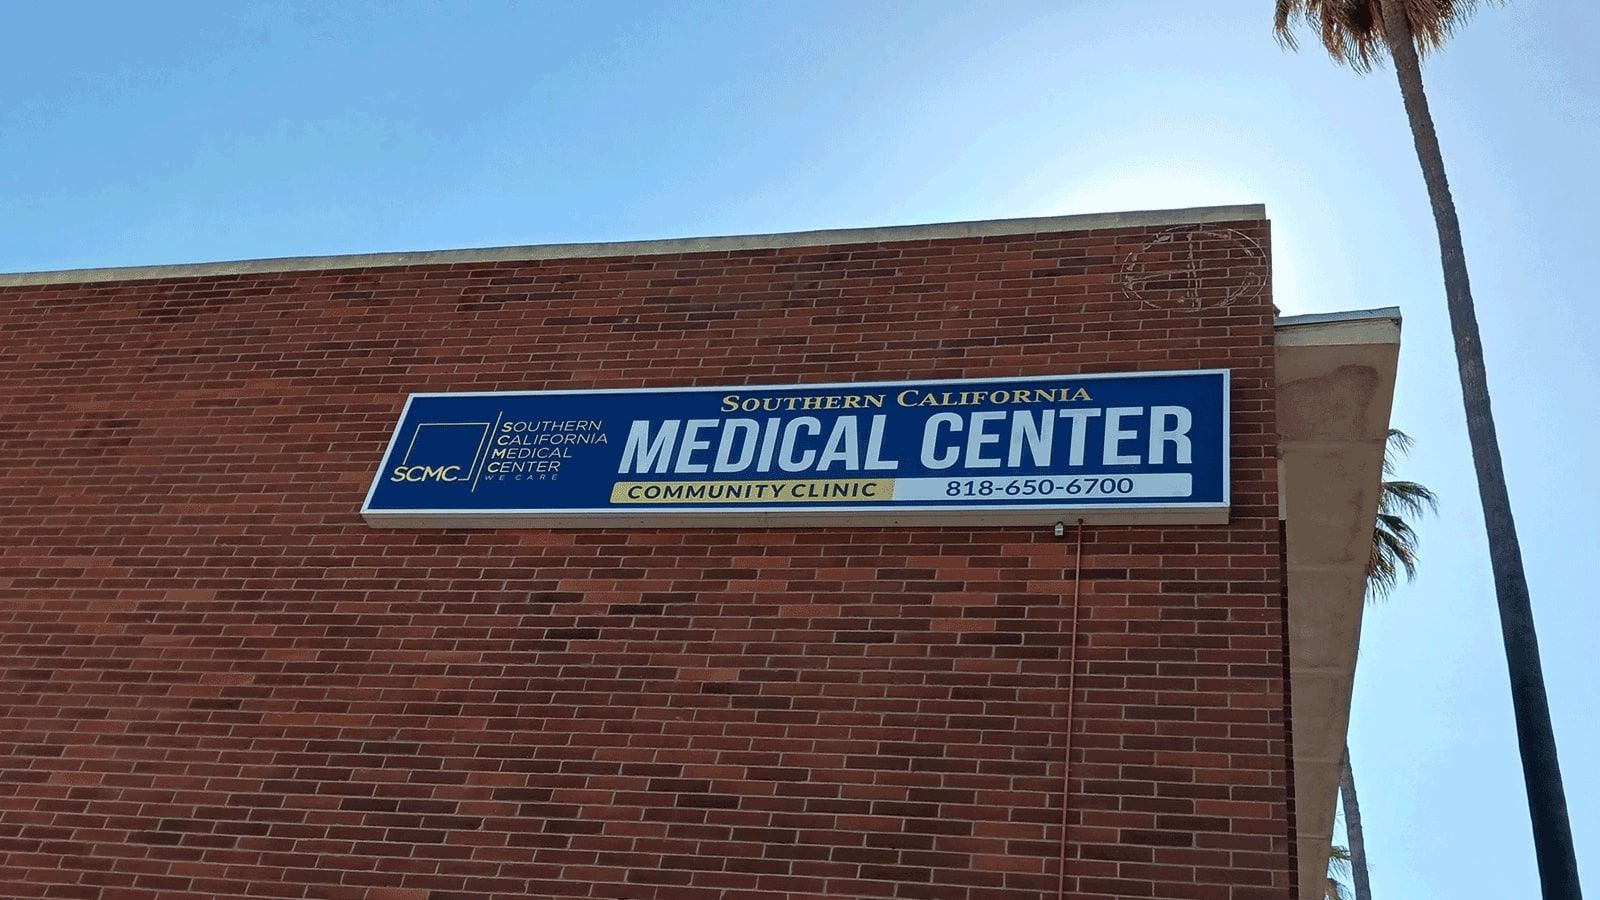 SCMC
SOUTHERN
CALIFORNIA
MEDICAL
CENTER
WE CARE
SOUTHERN CALIFORNIA
MEDICAL CENTER
COMMUNITY CLINIC
818-650-6700